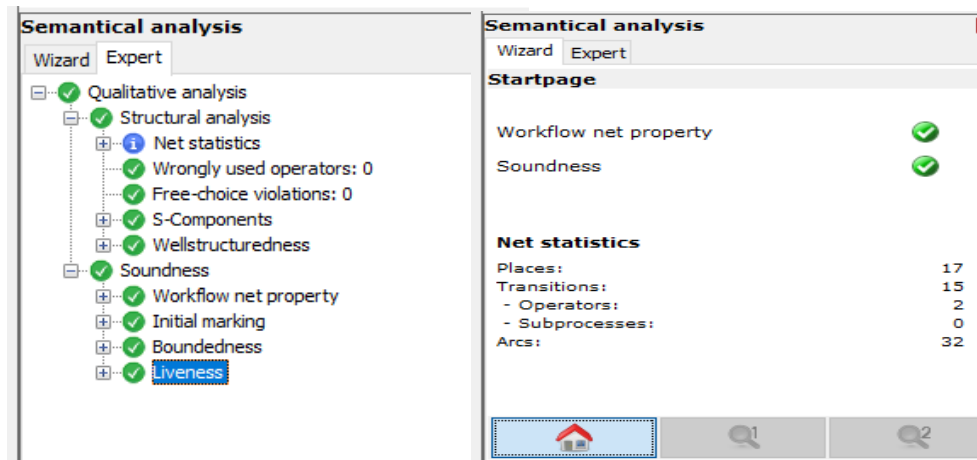 Semantical analysis
Wizard Expert
Qualitative analysis
Structural analysis
Net statistics
Wrongly used operators: 0
Free-choice violations: 0
S-Components
Wellstructuredness
Soundness
Workflow net property
Initial marking
Boundedness
Liveness
Semantical analysis
Wizard Expert
Startpage
Workflow net property
Soundness
Net statistics
Places: 17
Transitions: 15
- Operators: 2
- Subprocesses: 0
Arcs: 32
1 2